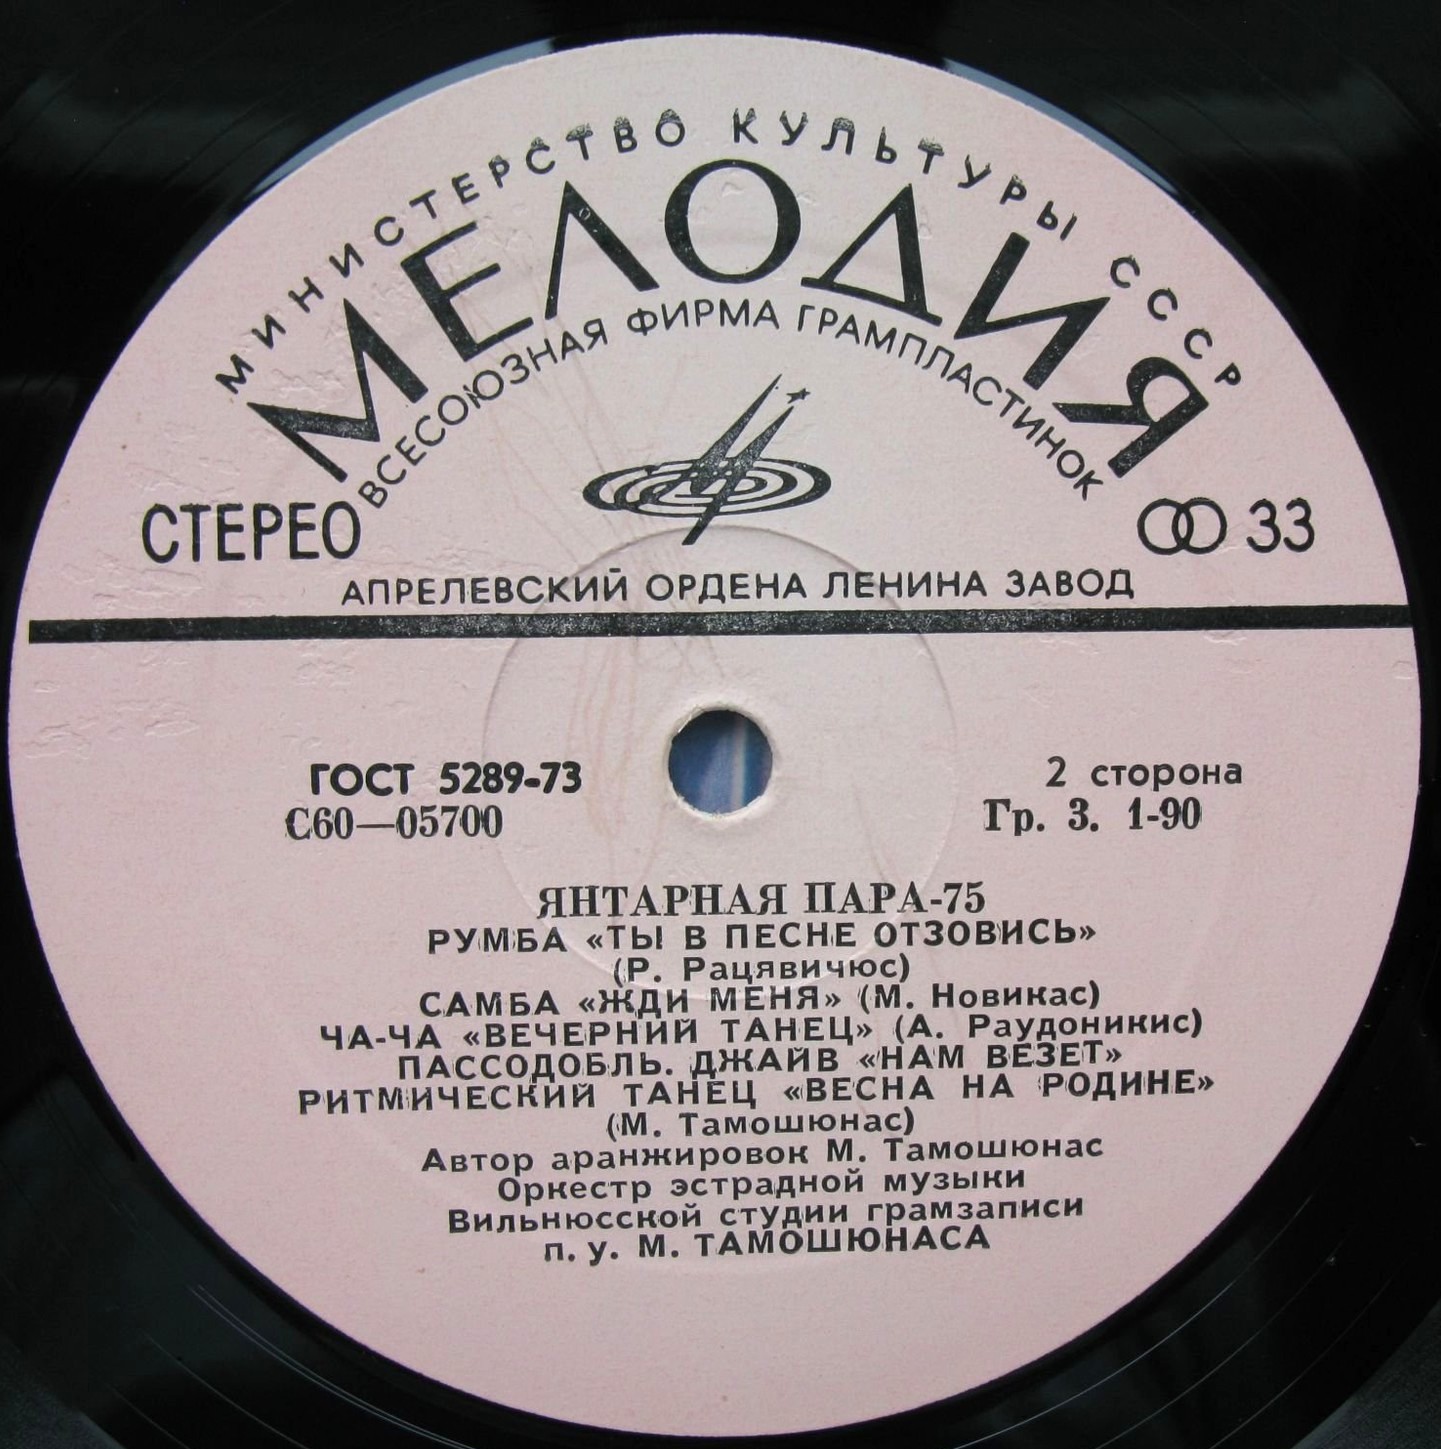 МИНИСТЕРСТВО КУЛЬТУРЫ СССР
МЕЛОДИЯ
ВСЕСОЮЗНАЯ ФИРМА ГРАМПЛАСТИНОК
СТЕРЕО
33
АПРЕЛЕВСКИЙ ОРДЕНА ЛЕНИНА ЗАВОД
ГОСТ 5289-73
2 сторона
С60—05700
Гр. 3. 1-90
ЯНТАРНАЯ ПАРА-75
РУМБА «ТЫ В ПЕСНЕ ОТЗОВИСЬ»
(Р. Рацявичюс)
САМБА «ЖДИ МЕНЯ» (М. Новикас)
ЧА-ЧА «ВЕЧЕРНИЙ ТАНЕЦ» (А. Раудоникис)
ПАССОДОБЛЬ. ДЖАЙВ «НАМ ВЕЗЕТ»
РИТМИЧЕСКИЙ ТАНЕЦ «ВЕСНА НА РОДИНЕ»
(М. Тамошюнас)
Автор аранжировок М. Тамошюнас
Оркестр эстрадной музыки
Вильнюсской студии грамзаписи
п. у. М. ТАМОШЮНАСА